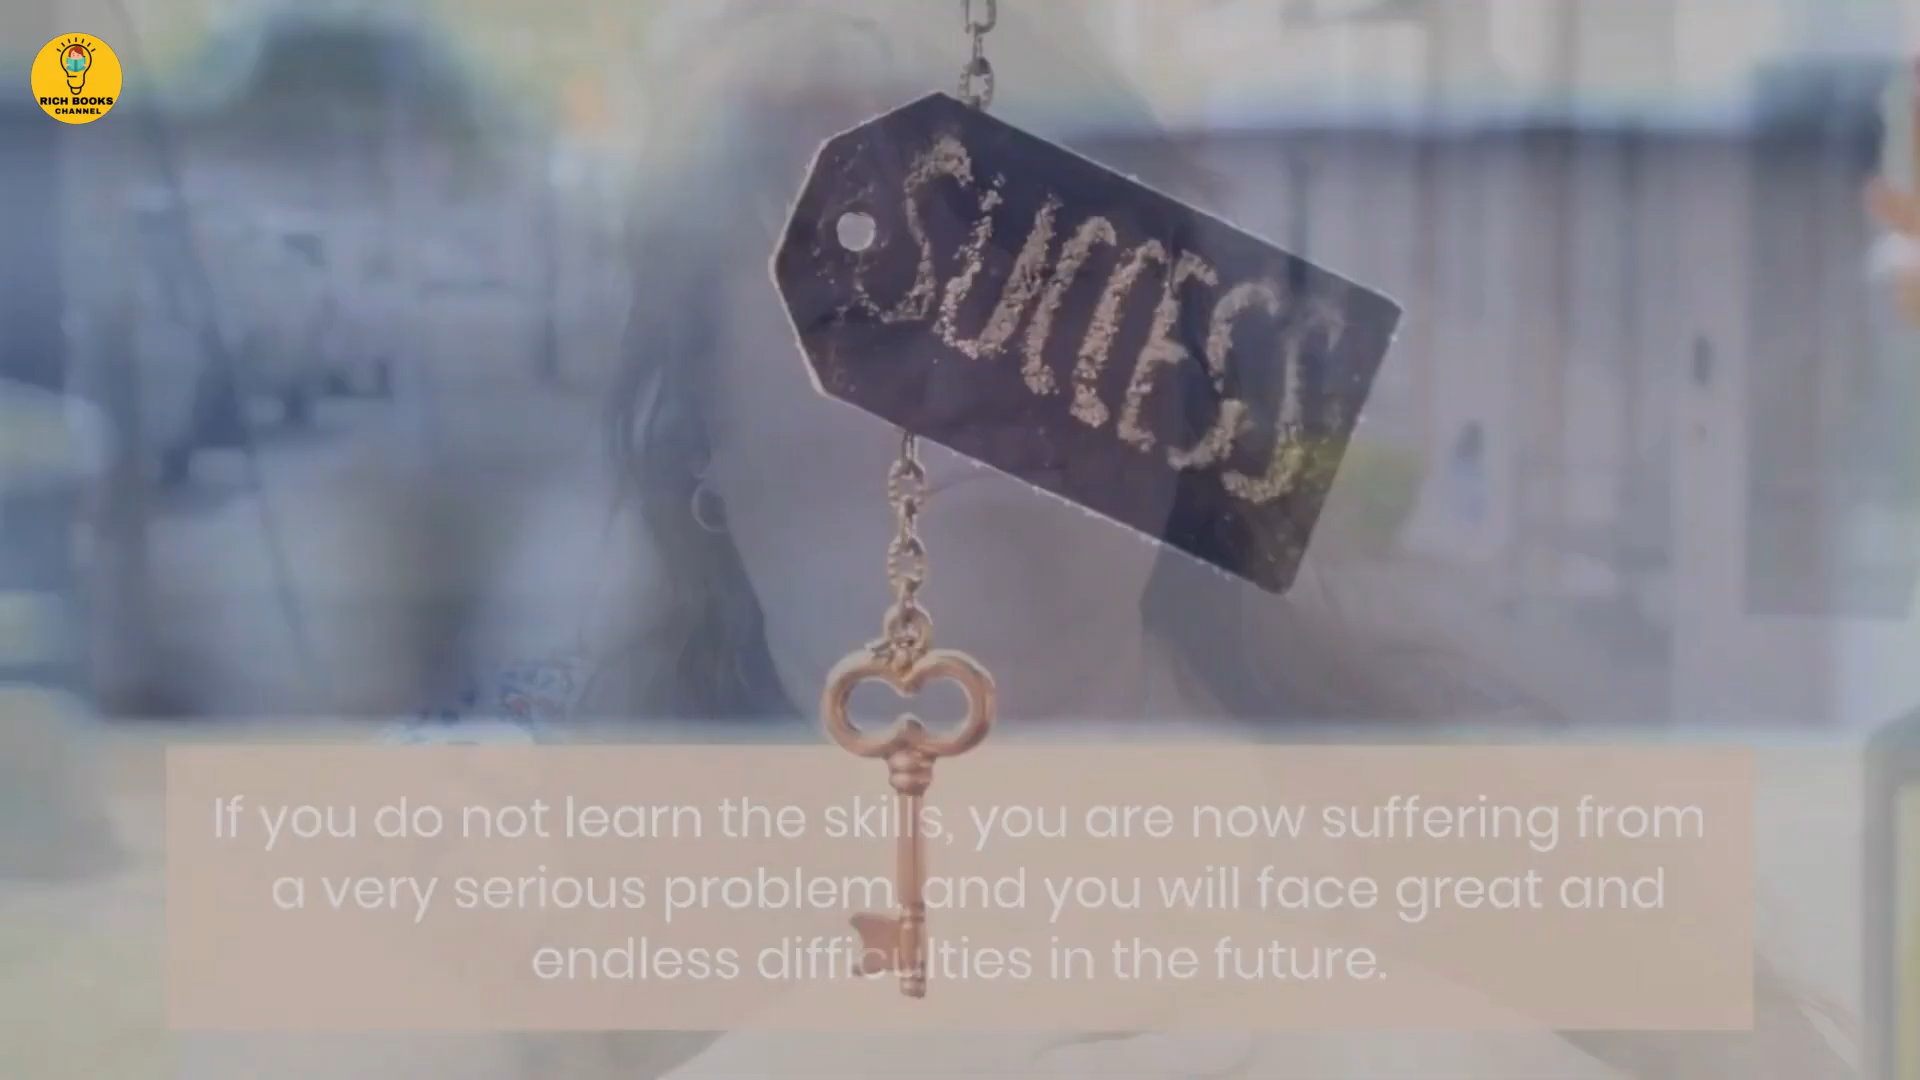 RICH BOOKS
CHANNEL
SUCCESS
If you do not learn the skills, you are now suffering from
a very serious problem, and you will face great and
endless difficulties in the future.